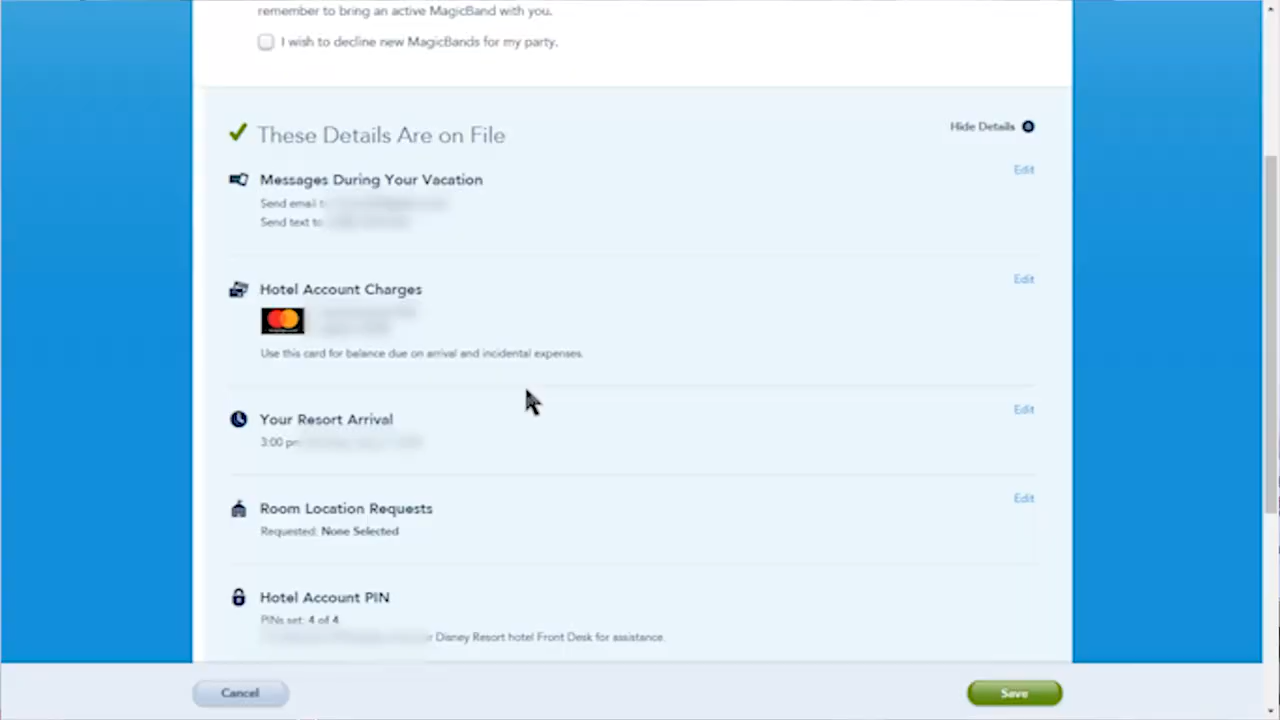 remember to bring an active MagicBand with you.
I wish to decline new MagicBands for my party.
These Details Are on File
Hide Details
Messages During Your Vacation
Edit
Send email
Send text to
Hotel Account Charges
Edit
Use this card for balance due on arrival and incidental expenses.
Your Resort Arrival
Edit
3:00
Room Location Requests
Edit
Requested: None Selected
Hotel Account PIN
PINs set: 4 of 4
Disney Resort hotel Front Desk for assistance.
Cancel
Save